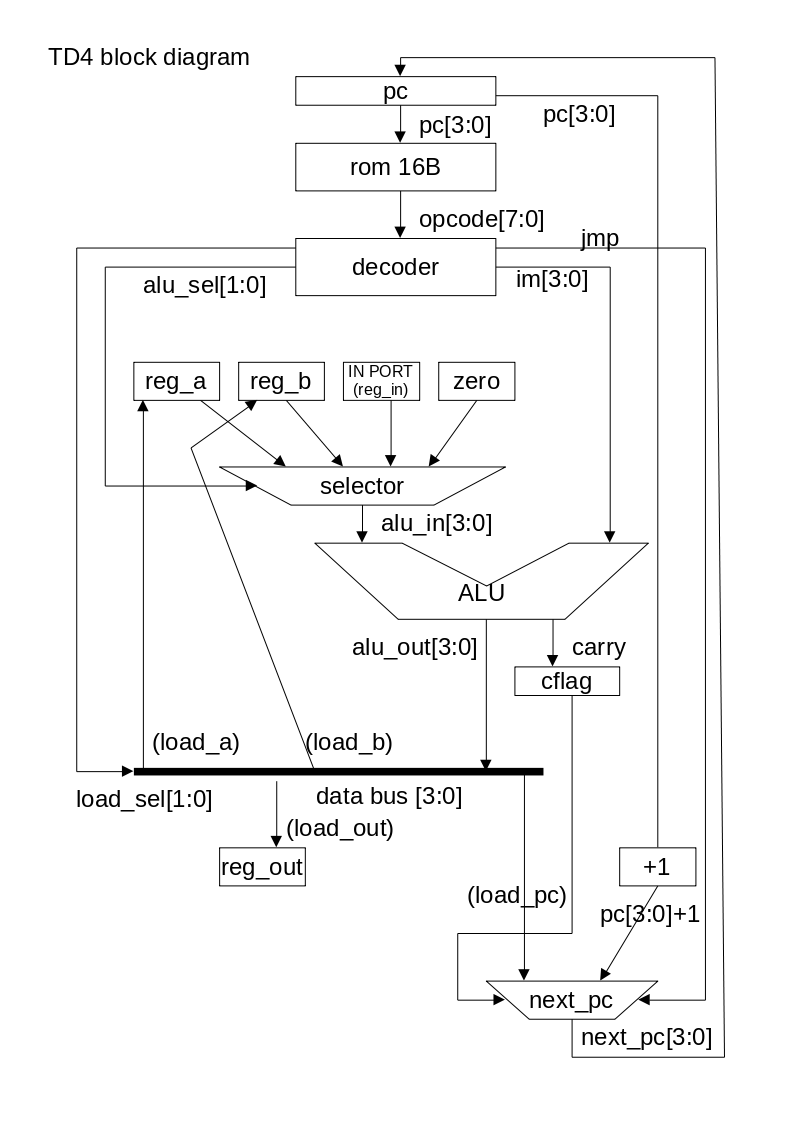 TD4 block diagram
pc
pc[3:0]
pc[3:0]
rom 16B
opcode[7:0]
jmp
decoder
alu_sel[1:0]
im[3:0]
reg_a
reg_b
IN PORT
(reg_in)
zero
selector
alu_in[3:0]
ALU
alu_out[3:0]
carry
cflag
(load_a)
(load_b)
load_sel[1:0]
data bus [3:0]
(load_out)
reg_out
+1
(load_pc)
pc[3:0]+1
next_pc
next_pc[3:0]